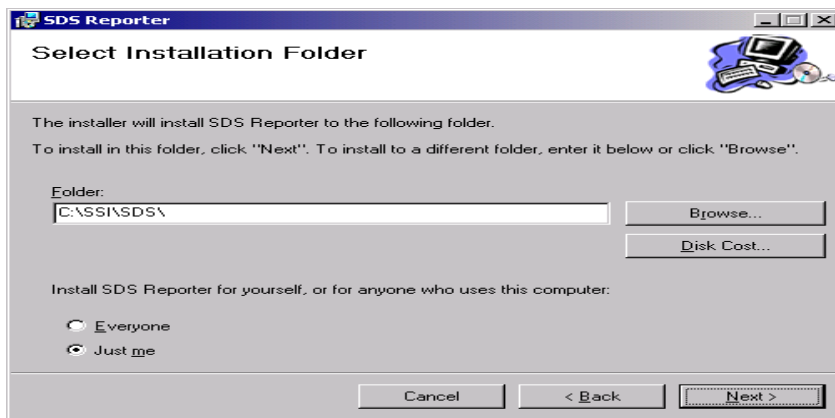 SDS Reporter
Select Installation Folder
The installer will install SDS Reporter to the following folder.
To install in this folder, click "Next". To install to a different folder, enter it below or click "Browse".
Folder:
C:\SSI\SDS\
Browse...
Disk Cost...
Install SDS Reporter for yourself, or for anyone who uses this computer:
Everyone
Just me
Cancel
< Back
Next >